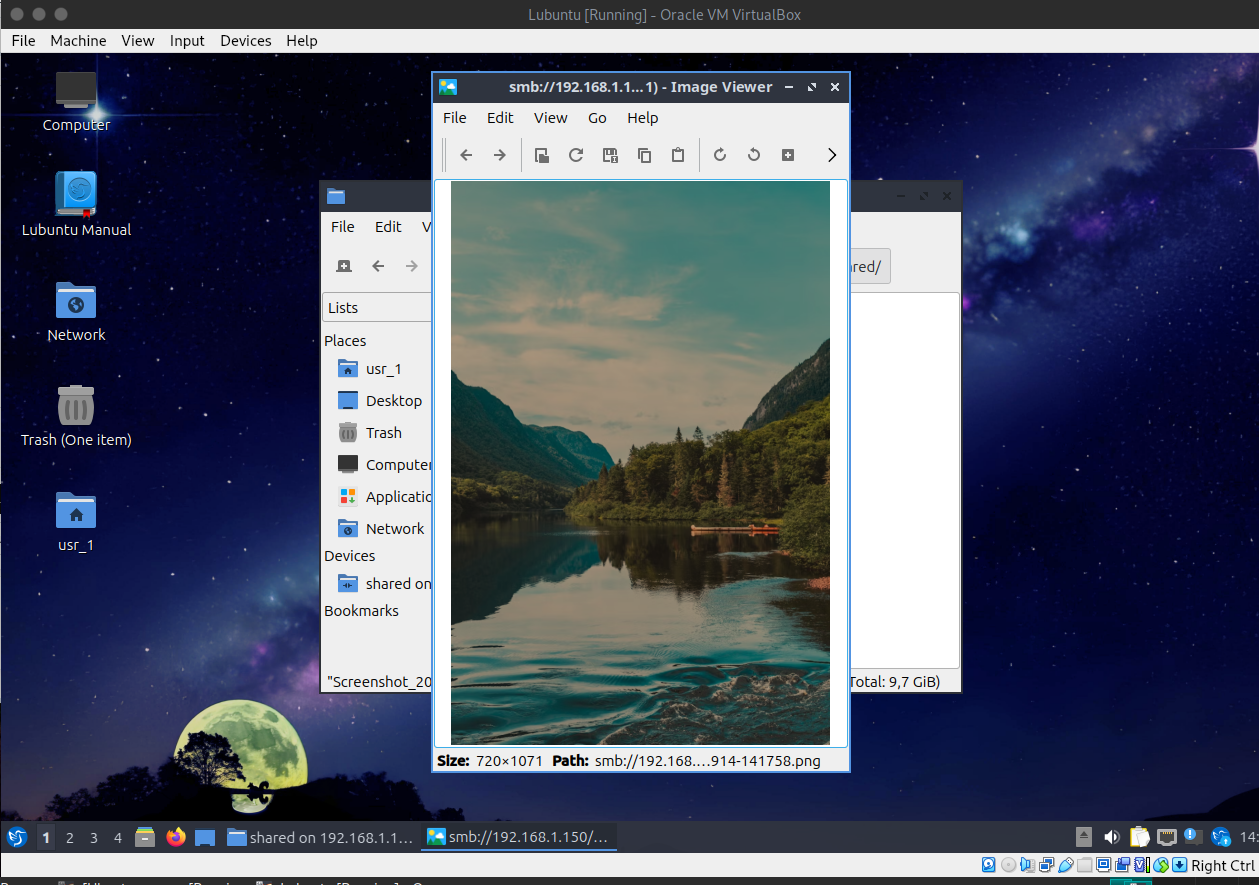 Lubuntu [Running] - Oracle VM VirtualBox
File Machine View Input Devices Help
Computer
Lubuntu Manual
Network
Trash (One item)
usr_1
smb://192.168.1.1...1) - Image Viewer
File Edit View Go Help
File Edit V
ared/
Lists
Places
usr_1
Desktop
Trash
Computer
Applicatio
Network
Devices
shared on
Bookmarks
"Screenshot_20
Total: 9,7 GiB)
Size: 720×1071 Path: smb://192.168....914-141758.png
1 2 3 4 shared on 192.168.1.1... smb://192.168.1.150/... 14:
Right Ctrl